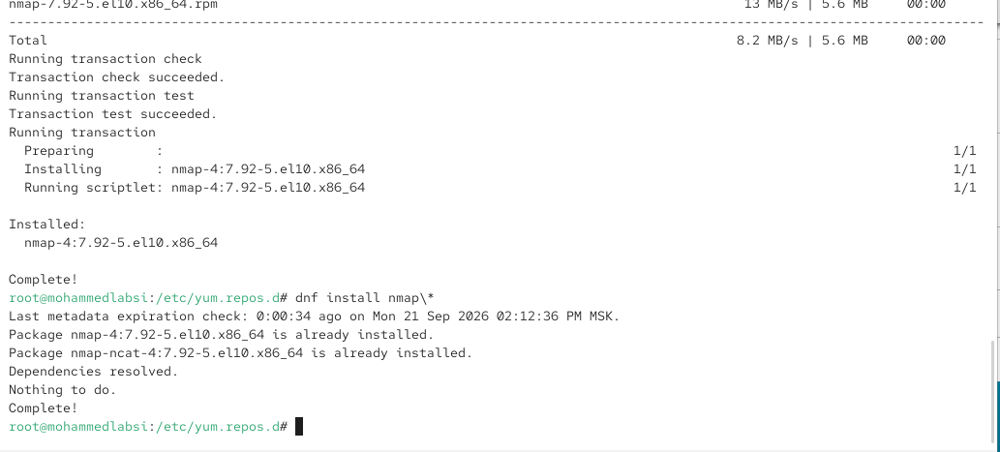 nmap-7.92-5.el10.x86_64.rpm 13 MB/s | 5.6 MB 00:00
--------------------------------------------------------------------------------
Total 8.2 MB/s | 5.6 MB 00:00
Running transaction check
Transaction check succeeded.
Running transaction test
Transaction test succeeded.
Running transaction
  Preparing        : 1/1
  Installing       : nmap-4:7.92-5.el10.x86_64 1/1
  Running scriptlet: nmap-4:7.92-5.el10.x86_64 1/1
Installed:
  nmap-4:7.92-5.el10.x86_64
Complete!
root@mohammedlabsi:/etc/yum.repos.d# dnf install nmap\*
Last metadata expiration check: 0:00:34 ago on Mon 21 Sep 2026 02:12:36 PM MSK.
Package nmap-4:7.92-5.el10.x86_64 is already installed.
Package nmap-ncat-4:7.92-5.el10.x86_64 is already installed.
Dependencies resolved.
Nothing to do.
Complete!
root@mohammedlabsi:/etc/yum.repos.d#